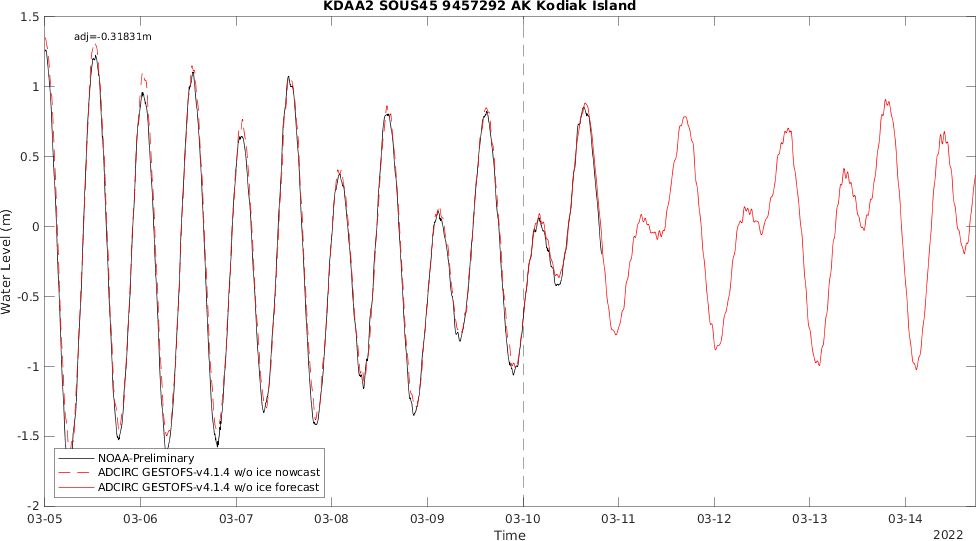 KDAA2 SOUS45 9457292 AK Kodiak Island
adj=-0.31831m
1.5
1
0.5
0
-0.5
-1
-1.5
-2
Water Level (m)
NOAA-Preliminary
ADCIRC GESTOFS-v4.1.4 w/o ice nowcast
ADCIRC GESTOFS-v4.1.4 w/o ice forecast
03-05 03-06 03-07 03-08 03-09 03-10 03-11 03-12 03-13 03-14
Time
2022